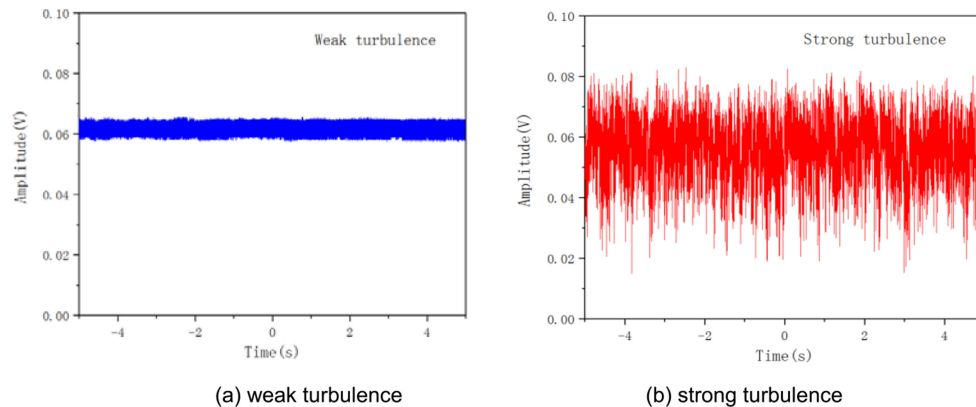 Weak turbulence
0.10
0.08
0.06
0.04
0.02
0.00
Amplitude(V)
-4
-2
0
2
4
Time(s)
(a) weak turbulence
Strong turbulence
0.10
0.08
0.06
0.04
0.02
0.00
Amplitude(V)
-4
-2
0
2
4
Time(s)
(b) strong turbulence